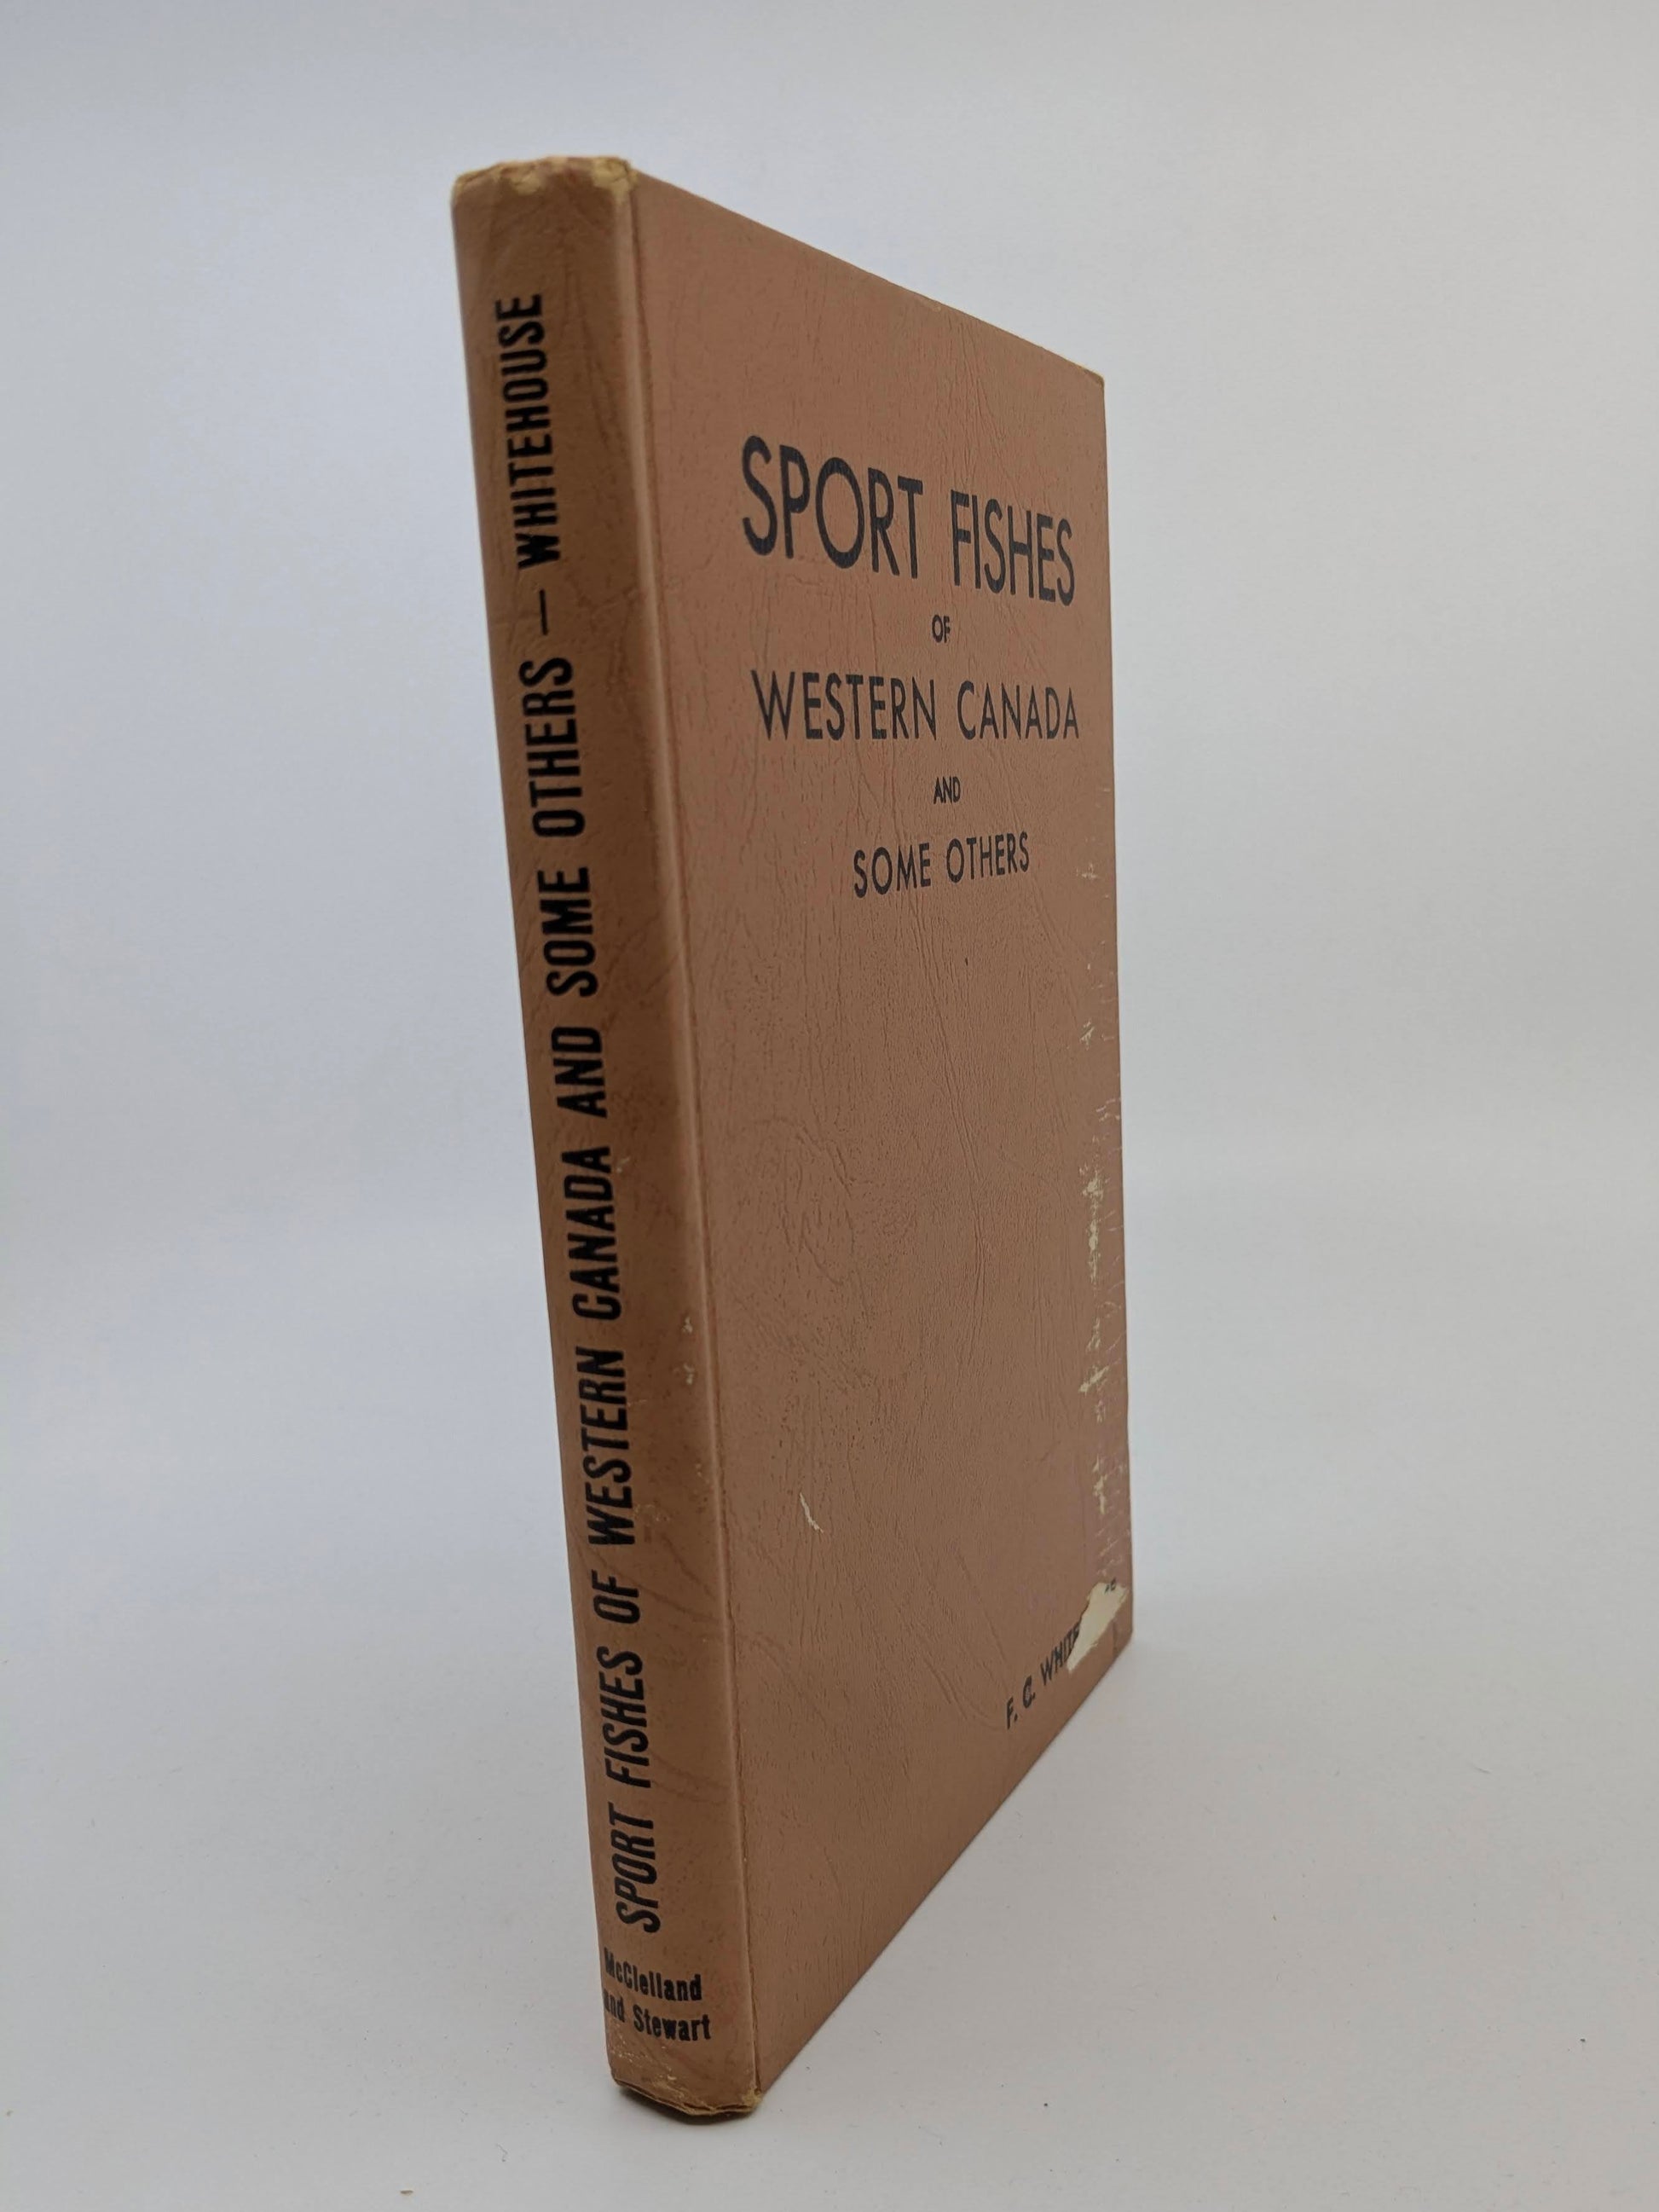 SPORT FISHES OF WESTERN CANADA AND SOME OTHERS — WHITEHOUSE
McClelland
and Stewart
SPORT FISHES
OF
WESTERN CANADA
AND
SOME OTHERS
F. C. WHITE